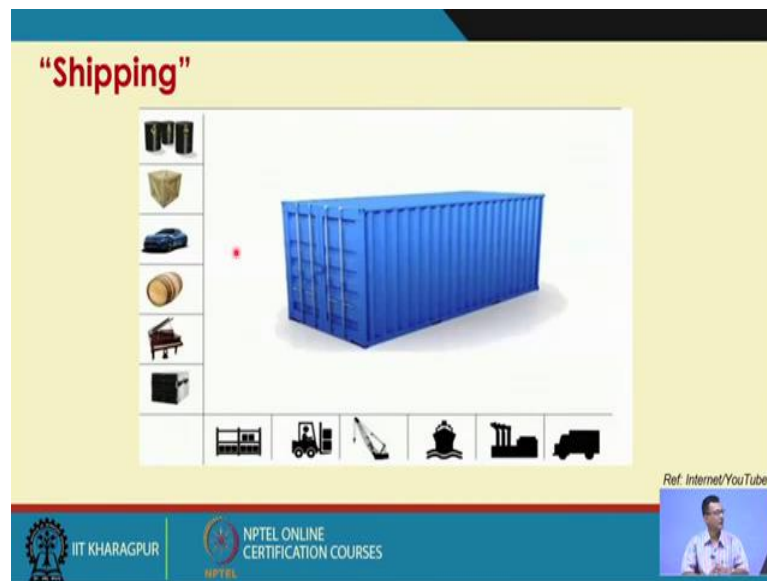 “Shipping”
Ref: Internet/YouTube
IIT KHARAGPUR
NPTEL
NPTEL ONLINE
CERTIFICATION COURSES